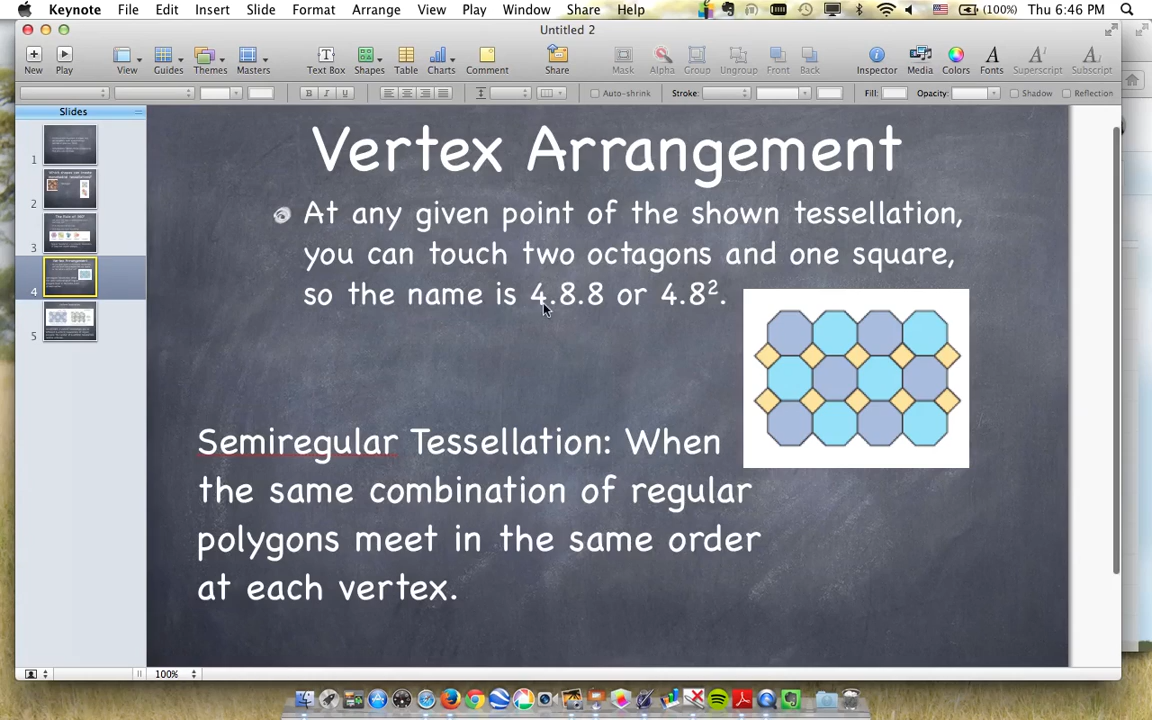 Keynote File Edit Insert Slide Format Arrange View Play Window Share Help (100%) Thu 6:46 PM
Untitled 2
New Play View Guides Themes Masters Text Box Shapes Table Charts Comment Share Mask Alpha Group Ungroup Front Back Inspector Media Colors Fonts Superscript Subscript
B I U Auto-shrink Stroke: Fill: Opacity: Shadow Reflection
Slides
1
2
3
4
5
Vertex Arrangement
At any given point of the shown tessellation,
you can touch two octagons and one square,
so the name is 4.8.8 or 4.8².
Semiregular Tessellation: When
the same combination of regular
polygons meet in the same order
at each vertex.
100%